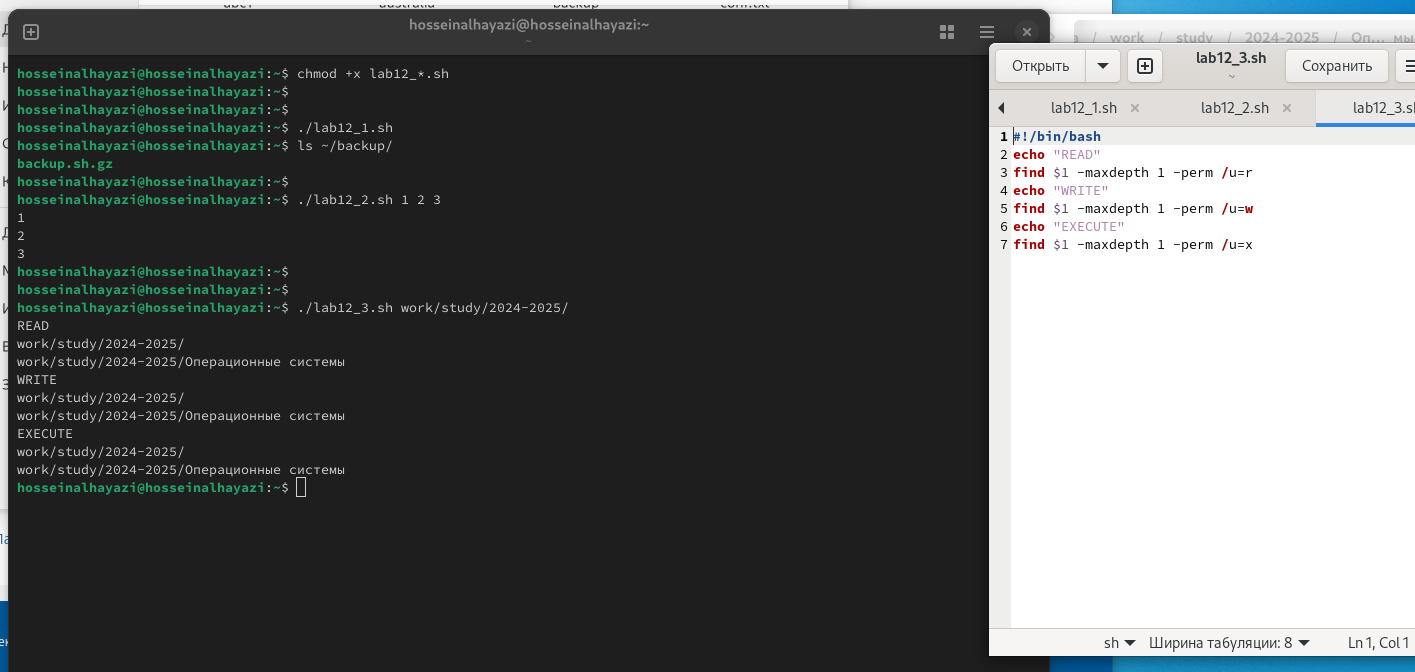 australia
backup
conf.txt
hosseinalhayazi@hosseinalhayazi:~
~
hosseinalhayazi@hosseinalhayazi:~$ chmod +x lab12_*.sh
hosseinalhayazi@hosseinalhayazi:~$
hosseinalhayazi@hosseinalhayazi:~$
hosseinalhayazi@hosseinalhayazi:~$ ./lab12_1.sh
hosseinalhayazi@hosseinalhayazi:~$ ls ~/backup/
backup.sh.gz
hosseinalhayazi@hosseinalhayazi:~$
hosseinalhayazi@hosseinalhayazi:~$ ./lab12_2.sh 1 2 3
1
2
3
hosseinalhayazi@hosseinalhayazi:~$
hosseinalhayazi@hosseinalhayazi:~$
hosseinalhayazi@hosseinalhayazi:~$ ./lab12_3.sh work/study/2024-2025/
READ
work/study/2024-2025/
work/study/2024-2025/Операционные системы
WRITE
work/study/2024-2025/
work/study/2024-2025/Операционные системы
EXECUTE
work/study/2024-2025/
work/study/2024-2025/Операционные системы
hosseinalhayazi@hosseinalhayazi:~$
/ work / study / 2024-2025 / Оп... мы
Открыть
lab12_3.sh
~
Сохранить
lab12_1.sh × lab12_2.sh × lab12_3.sh
1 #!/bin/bash
2 echo "READ"
3 find $1 -maxdepth 1 -perm /u=r
4 echo "WRITE"
5 find $1 -maxdepth 1 -perm /u=w
6 echo "EXECUTE"
7 find $1 -maxdepth 1 -perm /u=x
sh Ширина табуляции: 8 Ln 1, Col 1